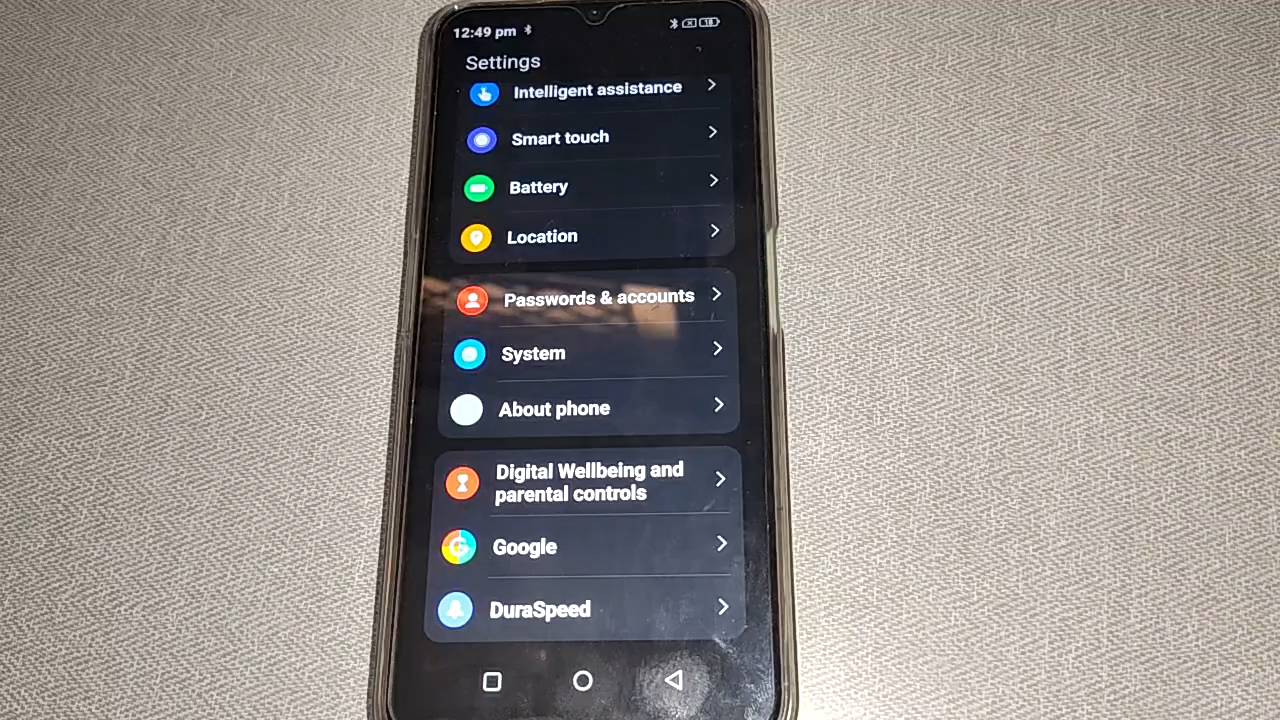 12:49 pm
18
Settings
Intelligent assistance
Smart touch
Battery
Location
Passwords & accounts
System
About phone
Digital Wellbeing and
parental controls
Google
DuraSpeed